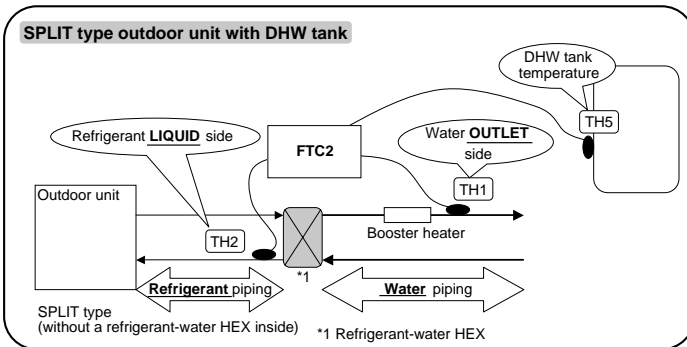 SPLIT type outdoor unit with DHW tank
DHW tank
temperature
TH5
Refrigerant LIQUID side
FTC2
Water OUTLET
side
TH1
Outdoor unit
TH2
Booster heater
*1
Refrigerant piping
Water piping
SPLIT type
(without a refrigerant-water HEX inside)
*1 Refrigerant-water HEX